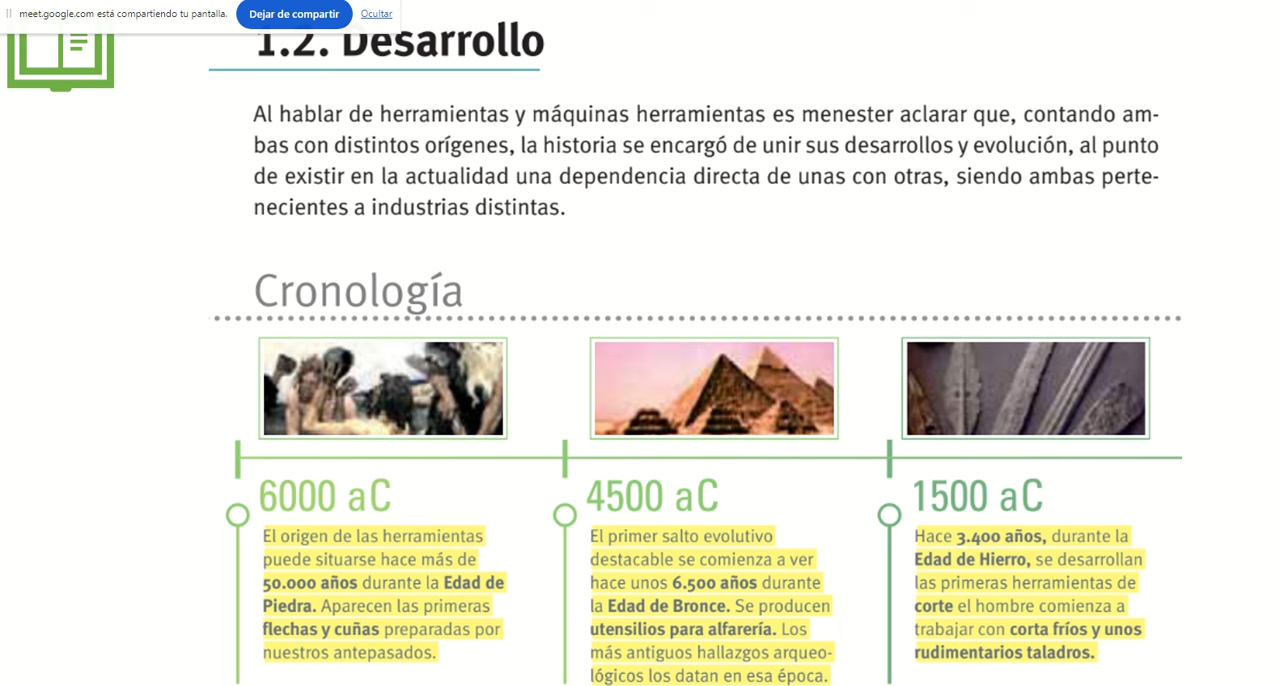 meet.google.com está compartiendo tu pantalla.
Dejar de compartir
Ocultar
1.2. Desarrollo
Al hablar de herramientas y máquinas herramientas es menester aclarar que, contando am-
bas con distintos orígenes, la historia se encargó de unir sus desarrollos y evolución, al punto
de existir en la actualidad una dependencia directa de unas con otras, siendo ambas perte-
necientes a industrias distintas.
Cronología
6000 aC
El origen de las herramientas
puede situarse hace más de
50.000 años durante la Edad de
Piedra. Aparecen las primeras
flechas y cuñas preparadas por
nuestros antepasados.
4500 aC
El primer salto evolutivo
destacable se comienza a ver
hace unos 6.500 años durante
la Edad de Bronce. Se producen
utensilios para alfarería. Los
más antiguos hallazgos arqueo-
lógicos los datan en esa época.
1500 aC
Hace 3.400 años, durante la
Edad de Hierro, se desarrollan
las primeras herramientas de
corte el hombre comienza a
trabajar con corta fríos y unos
rudimentarios taladros.